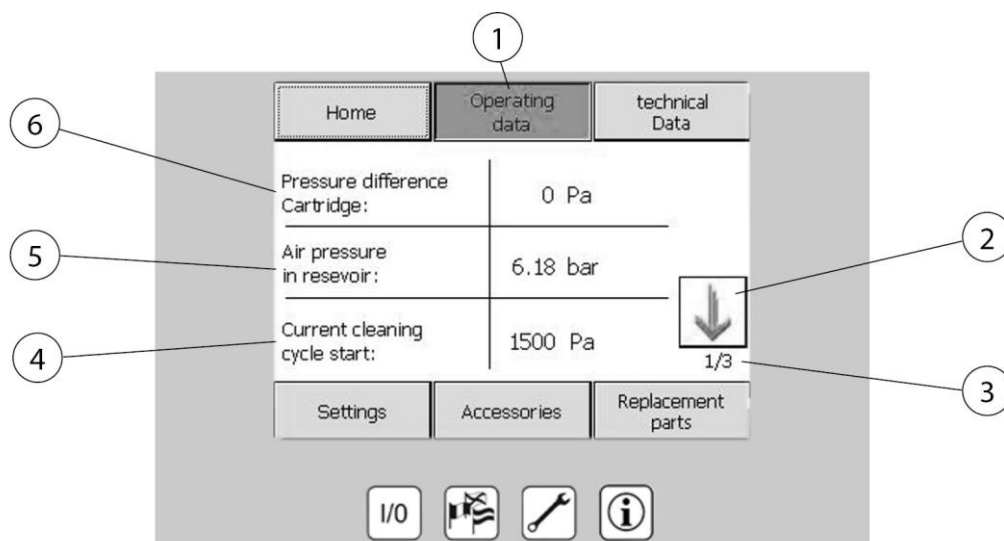 1
Home
Operating
data
technical
Data
6
Pressure difference
Cartridge:
0 Pa
5
Air pressure
in resevoir:
6.18 bar
2
4
Current cleaning
cycle start:
1500 Pa
1/3
3
Settings
Accessories
Replacement
parts
I/0
i